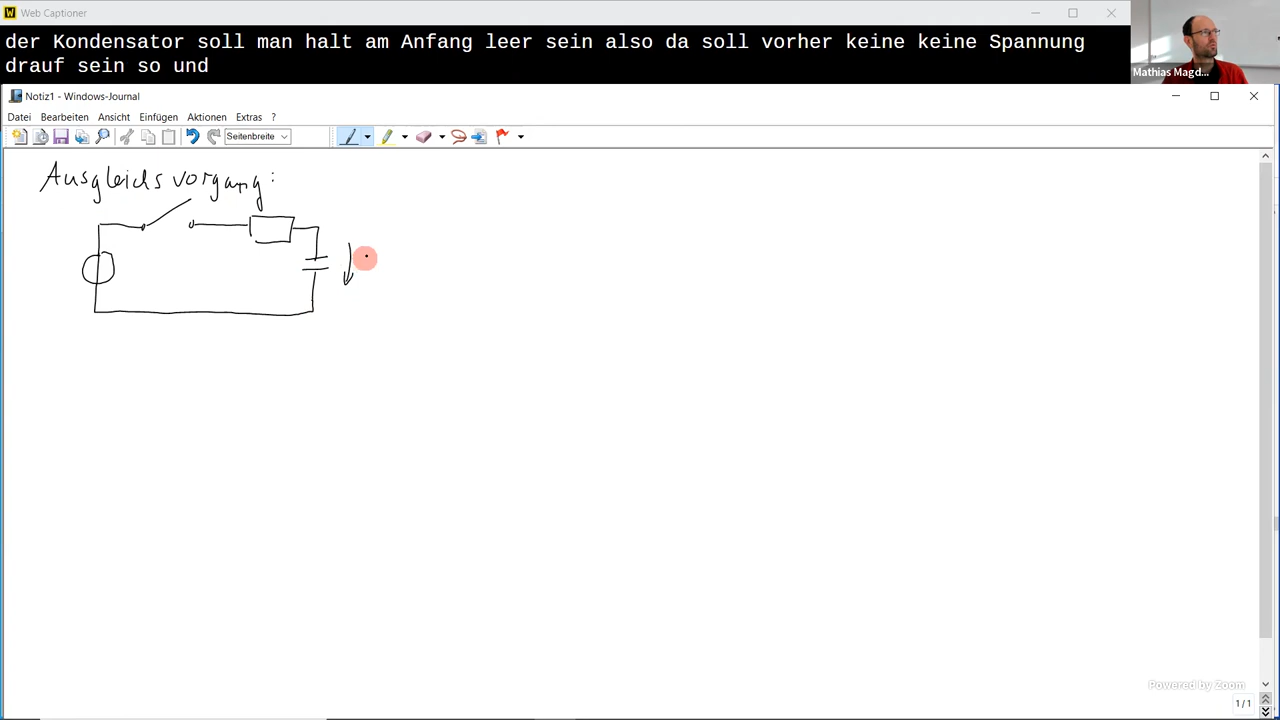 Web Captioner
der Kondensator soll man halt am Anfang leer sein also da soll vorher keine keine Spannung
drauf sein so und
Mathias Magd...
Notiz1 - Windows-Journal
Datei Bearbeiten Ansicht Einfügen Aktionen Extras ?
Seitenbreite
Ausgleichsvorgang:
Powered by Zoom
1/1